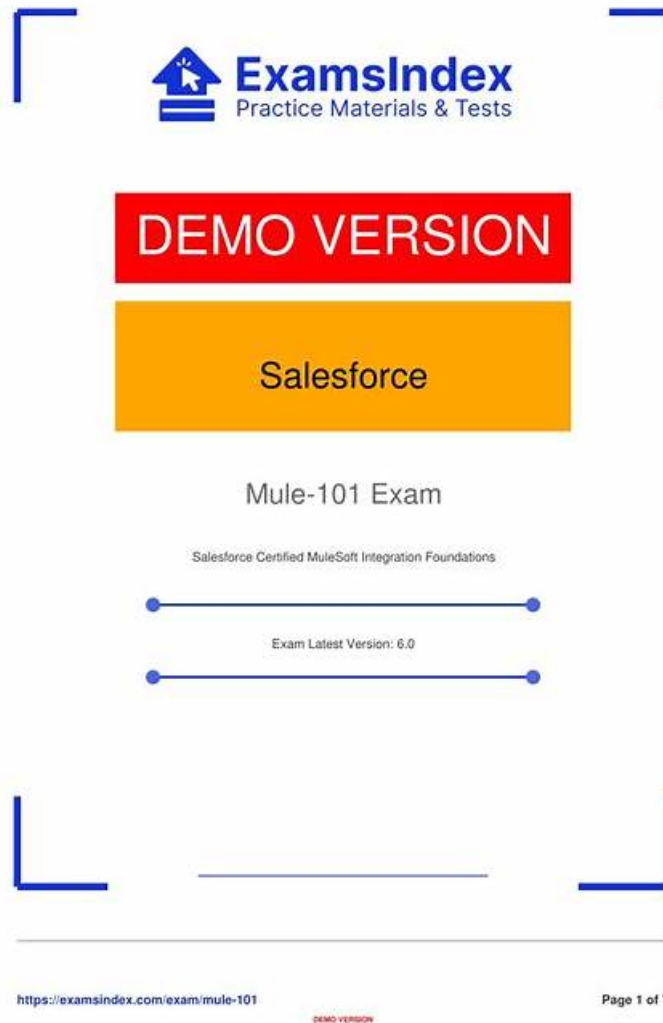 ExamsIndex
Practice Materials & Tests
DEMO VERSION
Salesforce
Mule-101 Exam
Salesforce Certified MuleSoft Integration Foundations
Exam Latest Version: 6.0
https://examsindex.com/exam/mule-101
Page 1 of
DEMO VERSION